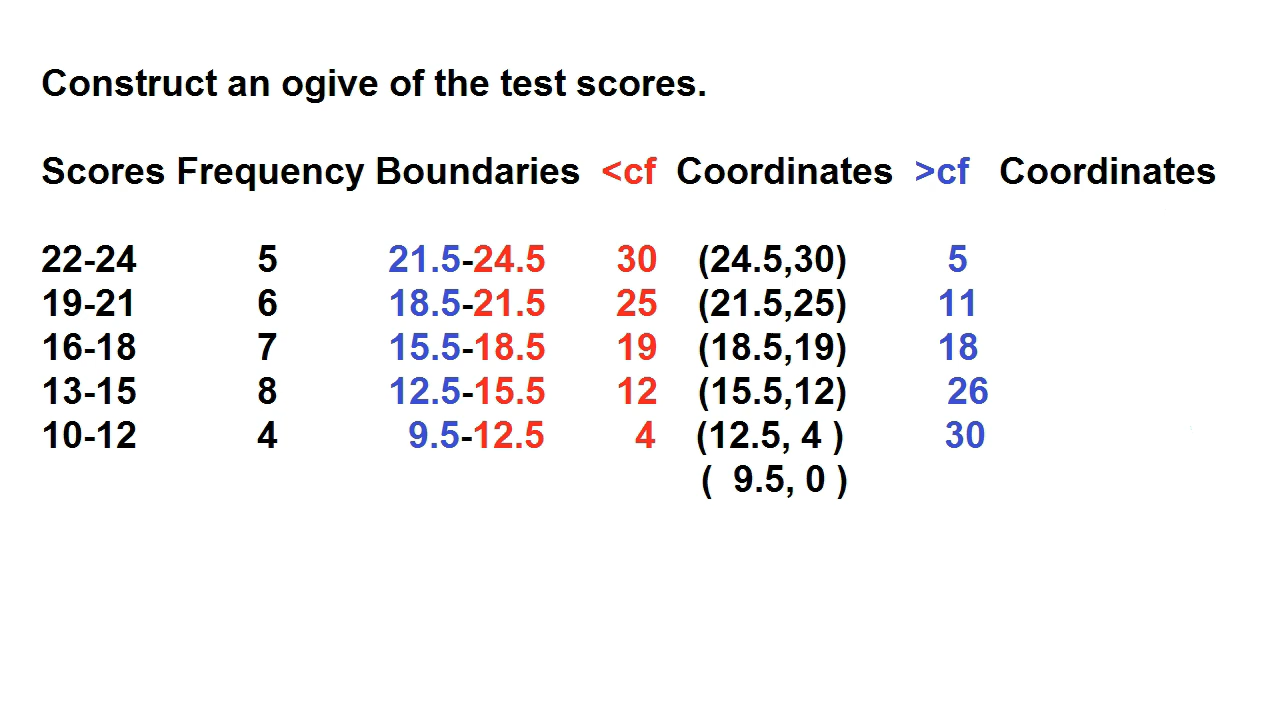 Construct an ogive of the test scores.
Scores Frequency Boundaries <cf Coordinates >cf Coordinates
22-24 5 21.5-24.5 30 (24.5,30) 5
19-21 6 18.5-21.5 25 (21.5,25) 11
16-18 7 15.5-18.5 19 (18.5,19) 18
13-15 8 12.5-15.5 12 (15.5,12) 26
10-12 4 9.5-12.5 4 (12.5, 4 ) 30
( 9.5, 0 )